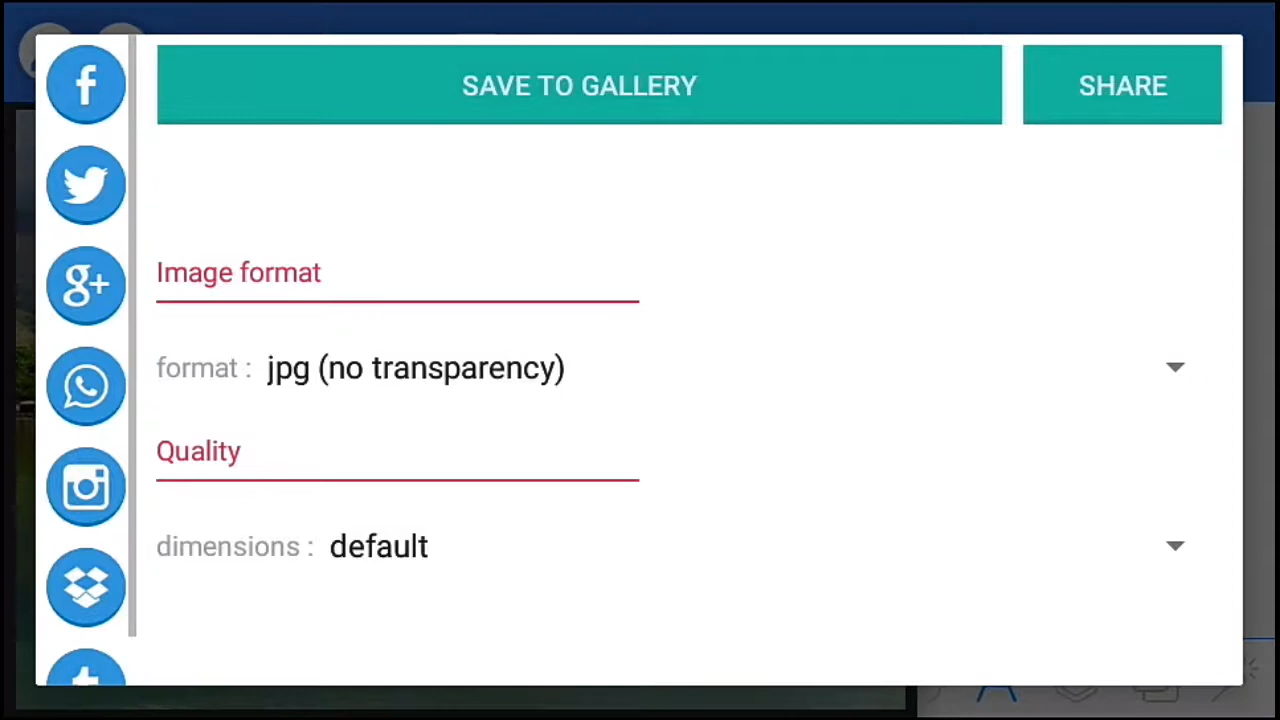 SAVE TO GALLERY
SHARE
Image format
format : jpg (no transparency)
Quality
dimensions : default